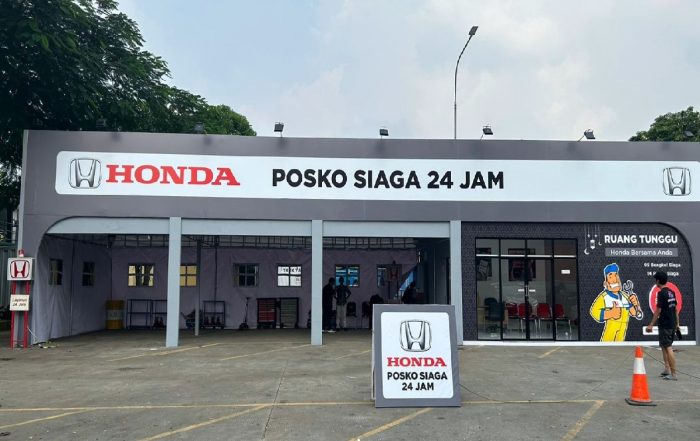 HONDA POSKO SIAGA 24 JAM
RUANG TUNGGU
Honda Bersama Anda
HONDA
POSKO SIAGA
24 JAM